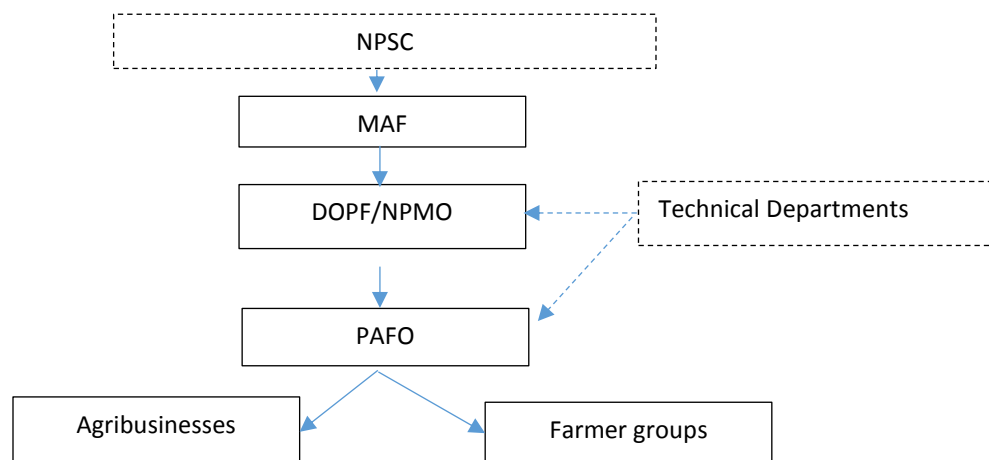 NPSC
MAF
DOPF/NPMO
Technical Departments
PAFO
Agribusinesses
Farmer groups